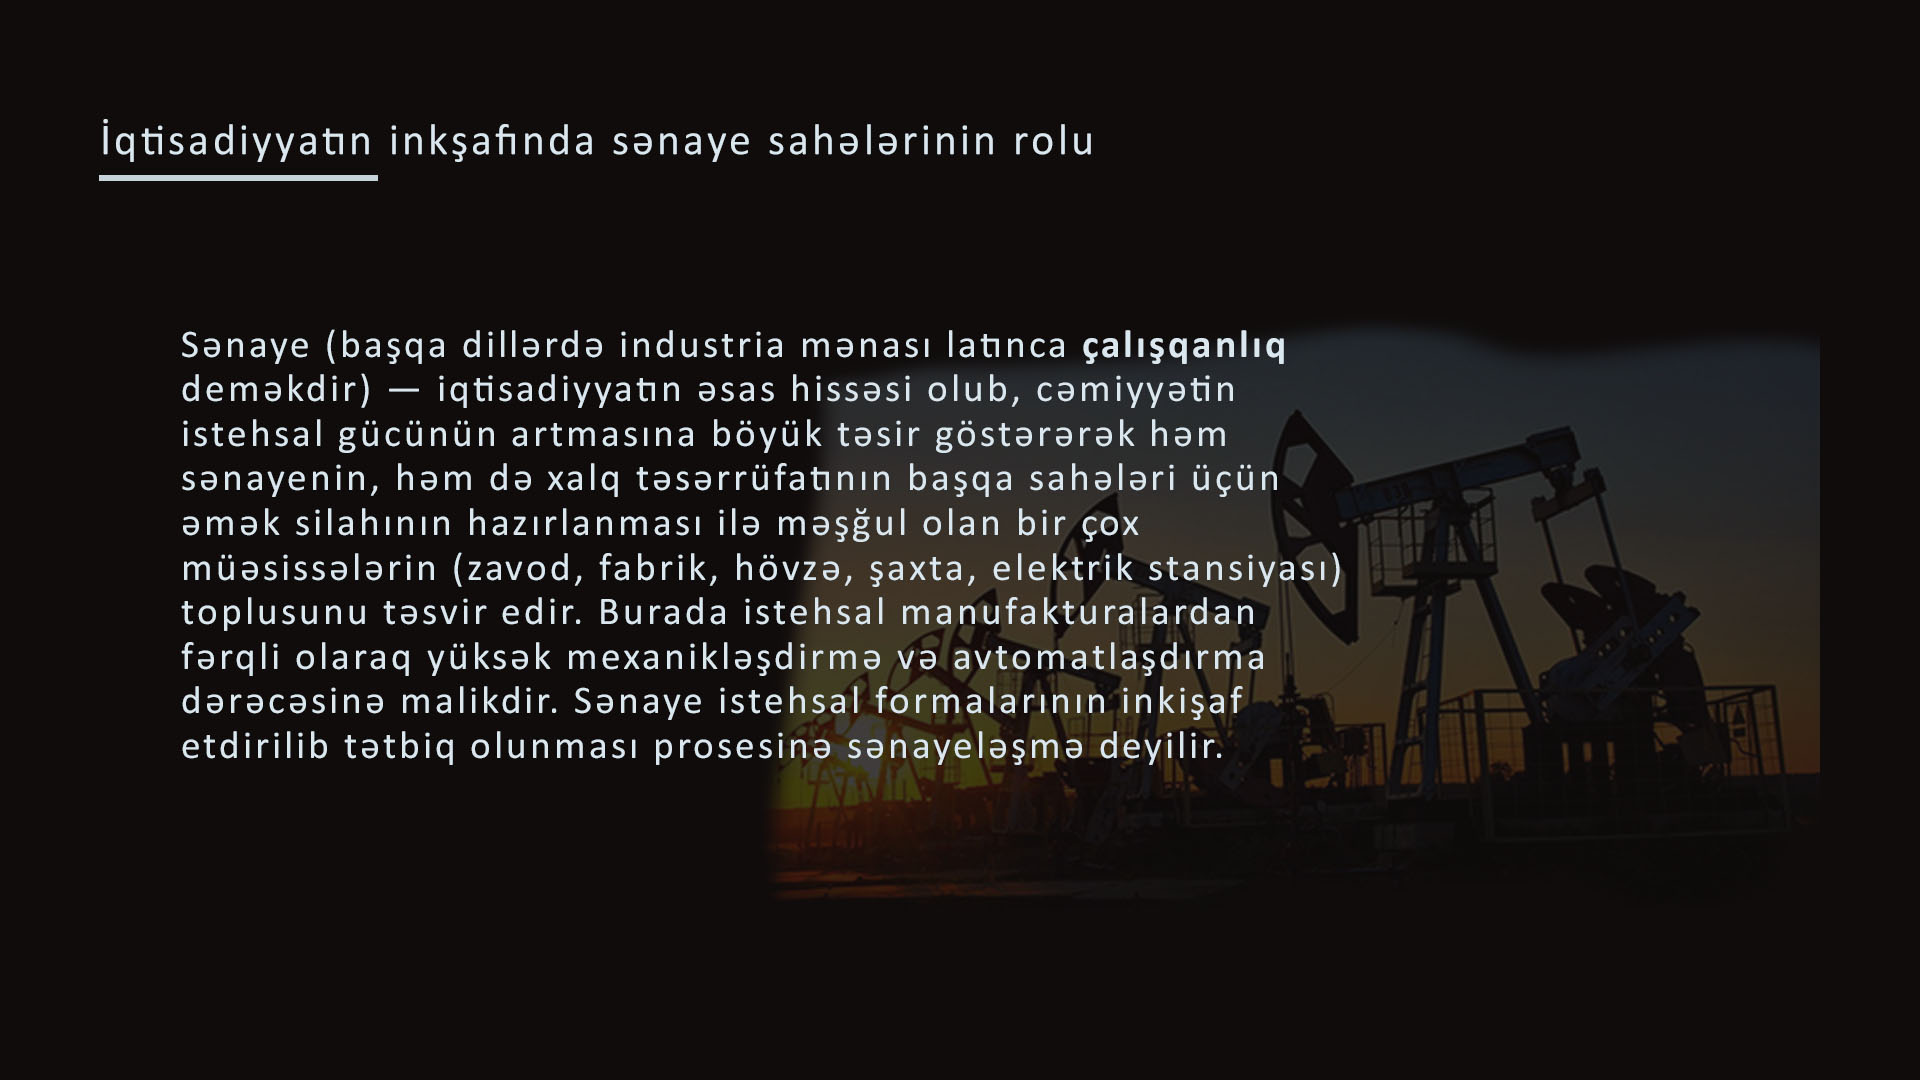 İqtisadiyyatın inkşafında sənaye sahələrinin rolu
Sənaye (başqa dillərdə industria mənası latınca çalışqanlıq
deməkdir) — iqtisadiyyatın əsas hissəsi olub, cəmiyyətin
istehsal gücünün artmasına böyük təsir göstərərək həm
sənayenin, həm də xalq təsərrüfatının başqa sahələri üçün
əmək silahının hazırlanması ilə məşğul olan bir çox
müəsissələrin (zavod, fabrik, hövzə, şaxta, elektrik stansiyası)
toplusunu təsvir edir. Burada istehsal manufakturalardan
fərqli olaraq yüksək mexanikləşdirmə və avtomatlaşdırma
dərəcəsinə malikdir. Sənaye istehsal formalarının inkişaf
etdirilib tətbiq olunması prosesinə sənayeləşmə deyilir.